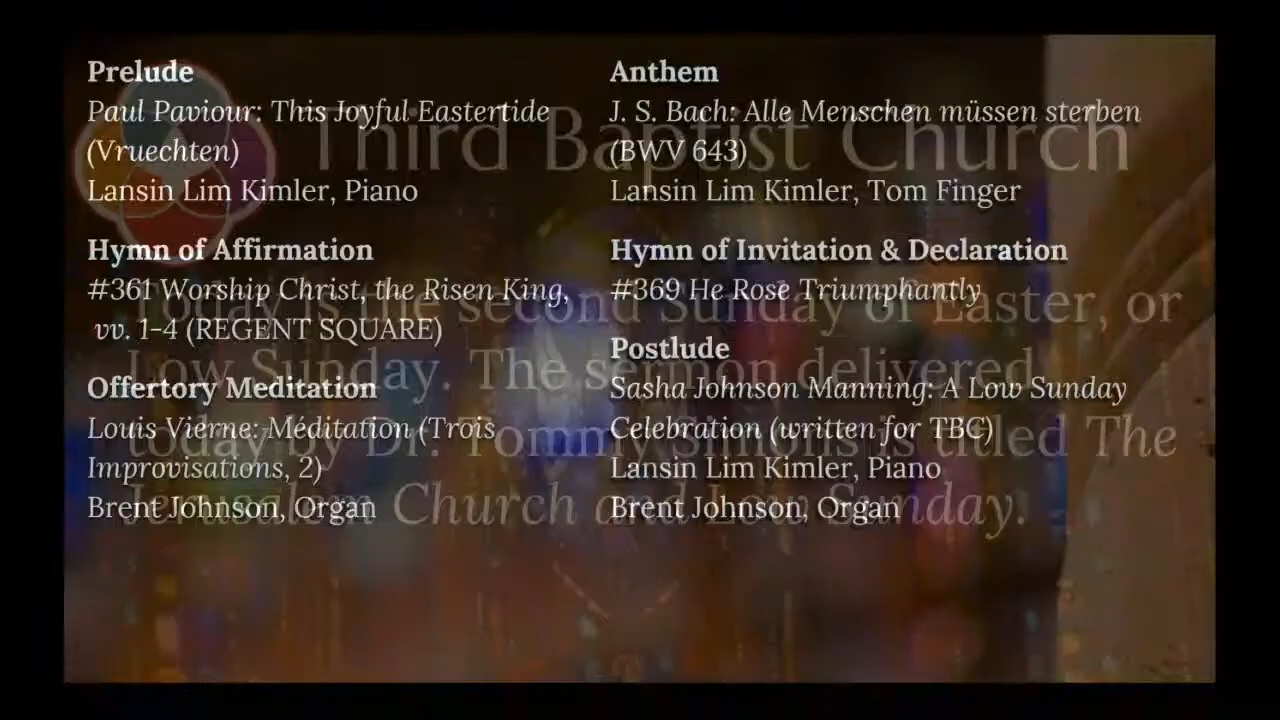 Prelude
Paul Paviour: This Joyful Eastertide
(Vruechten)
Lansin Lim Kimler, Piano
Hymn of Affirmation
#361 Worship Christ, the Risen King,
vv. 1-4 (REGENT SQUARE)
Offertory Meditation
Louis Vierne: Méditation (Trois
Improvisations, 2)
Brent Johnson, Organ
Anthem
J. S. Bach: Alle Menschen müssen sterben
(BWV 643)
Lansin Lim Kimler, Tom Finger
Hymn of Invitation & Declaration
#369 He Rose Triumphantly
Postlude
Sasha Johnson Manning: A Low Sunday
Celebration (written for TBC)
Lansin Lim Kimler, Piano
Brent Johnson, Organ
Third Baptist Church
Today is the second Sunday of Easter, or
Low Sunday. The sermon delivered
today by Dr. Tommy Simons is titled The
Jerusalem Church and Low Sunday.